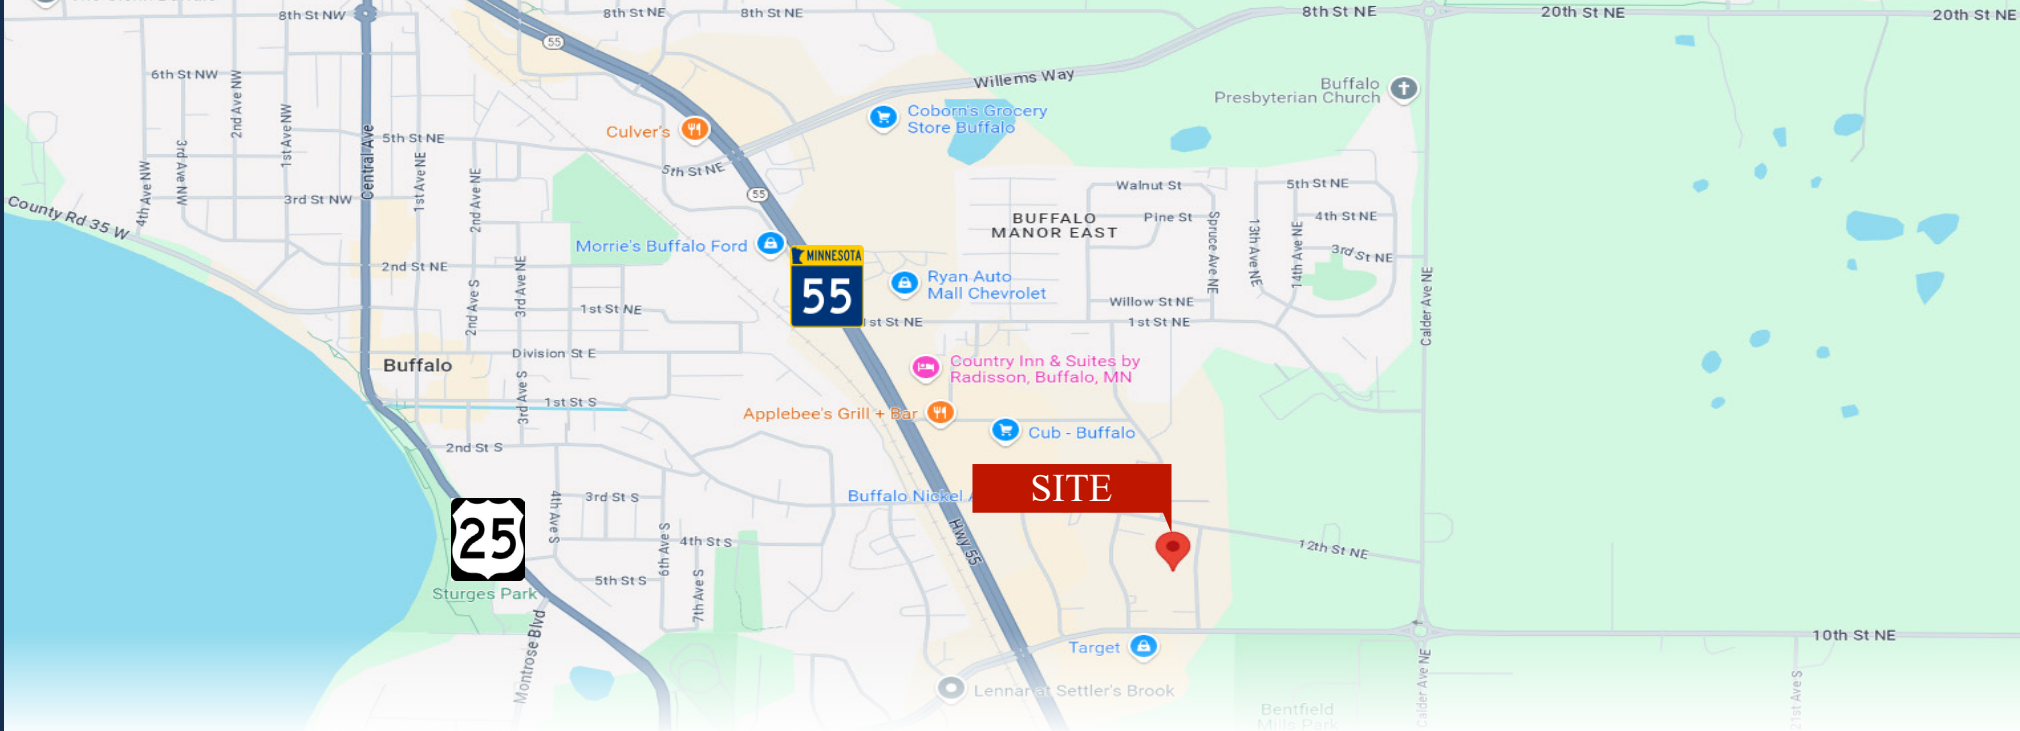 8th St NW
8th St NE
8th St NE
8th St NE
20th St NE
20th St NE
55
6th St NW
2nd Ave NW
Willems Way
Buffalo
Presbyterian Church
Coborn's Grocery
Store Buffalo
Culver's
1st Ave NW
Central Ave
5th St NE
3rd Ave NW
4th Ave NW
1st Ave NE
2nd Ave NE
5th St NE
55
3rd St NW
County Rd 35 W
Walnut St
5th St NE
BUFFALO
MANOR EAST
Pine St
Spruce Ave NE
13th Ave NE
14th Ave NE
4th St NE
3rd St NE
Morrie's Buffalo Ford
MINNESOTA
55
2nd St NE
3rd Ave NE
2nd Ave S
Ryan Auto
Mall Chevrolet
Willow St NE
1st St NE
1st St NE
1st St NE
Calder Ave NE
Division St E
Buffalo
Country Inn & Suites by
Radisson, Buffalo, MN
3rd Ave S
1st St S
Applebee's Grill + Bar
Cub - Buffalo
2nd St S
SITE
Buffalo Nickel A
3rd St S
4th Ave S
25
Hwy 55
6th Ave S
4th St S
12th St NE
5th St S
7th Ave S
Sturges Park
Montrose Blvd
10th St NE
Target
Lennar at Settler's Brook
Calder Ave NE
21st Ave S
Bentfield
Mills Park